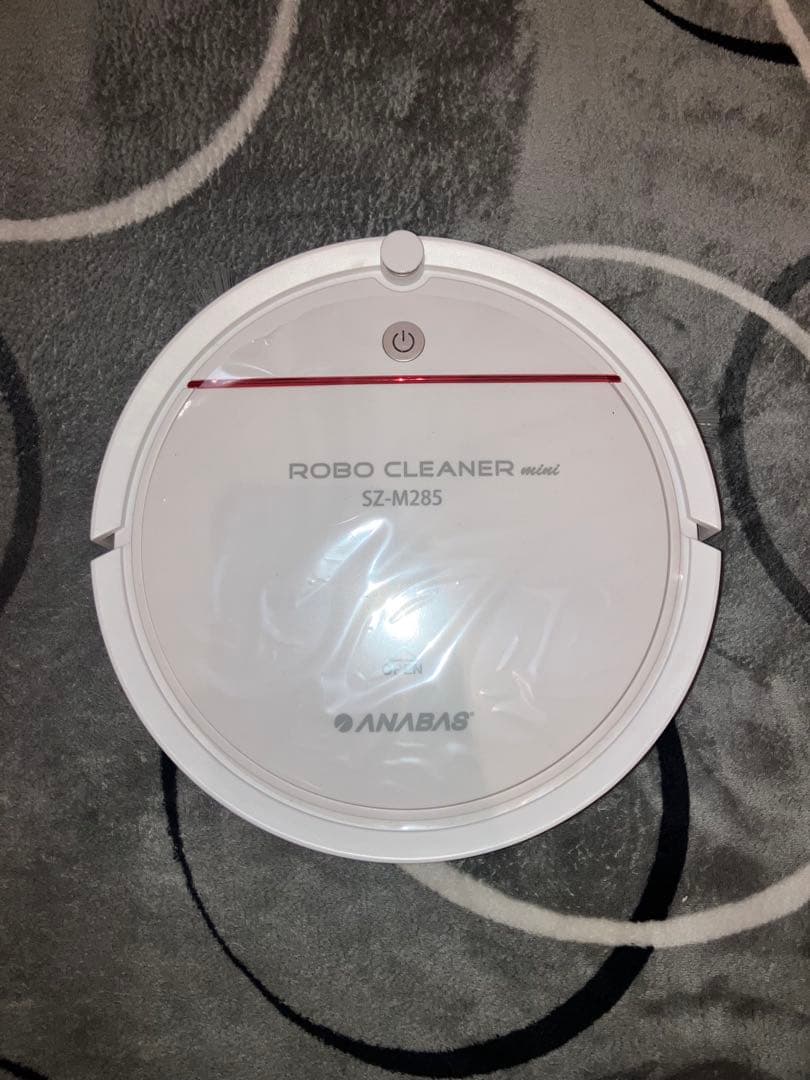 ROBO CLEANER mini
SZ-M285
OPEN
ANABAS